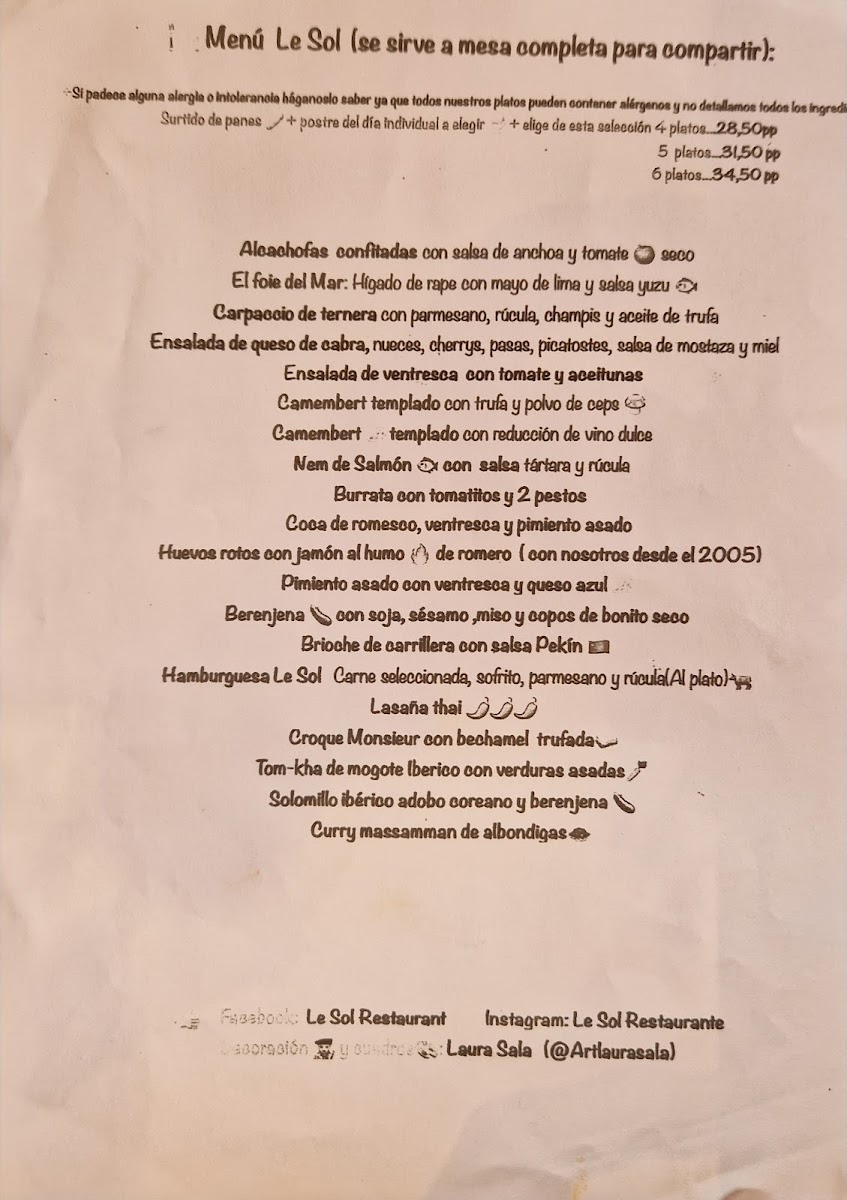 Menú Le Sol (se sirve a mesa completa para compartir):
-Si padece alguna alergia o intolerancia háganoslo saber ya que todos nuestros platos pueden contener alérgenos y no detallamos todos los ingredi
Surtido de panes + postre del día individual a elegir + elige de esta selección 4 platos...28,50pp
5 platos...31,50 pp
6 platos...34,50 pp
Alcachofas confitadas con salsa de anchoa y tomate seco
El foie del Mar: Hígado de rape con mayo de lima y salsa yuzu
Carpaccio de ternera con parmesano, rúcula, champis y aceite de trufa
Ensalada de queso de cabra, nueces, cherrys, pasas, picatostes, salsa de mostaza y miel
Ensalada de ventresca con tomate y aceitunas
Camembert templado con trufa y polvo de ceps
Camembert templado con reducción de vino dulce
Nem de Salmón con salsa tártara y rúcula
Burrata con tomatitos y 2 pestos
Coca de romesco, ventresca y pimiento asado
Huevos rotos con jamón al humo de romero ( con nosotros desde el 2005)
Pimiento asado con ventresca y queso azul
Berenjena con soja, sésamo ,miso y copos de bonito seco
Brioche de carrillera con salsa Pekín
Hamburguesa Le Sol Carne seleccionada, sofrito, parmesano y rúcula(Al plato)
Lasaña thai
Croque Monsieur con bechamel trufada
Tom-kha de mogote Iberico con verduras asadas
Solomillo ibérico adobo coreano y berenjena
Curry massamman de albondigas
Facebook: Le Sol Restaurant Instagram: Le Sol Restaurante
Decoración y cuadros: Laura Sala (@Artlaurasala)